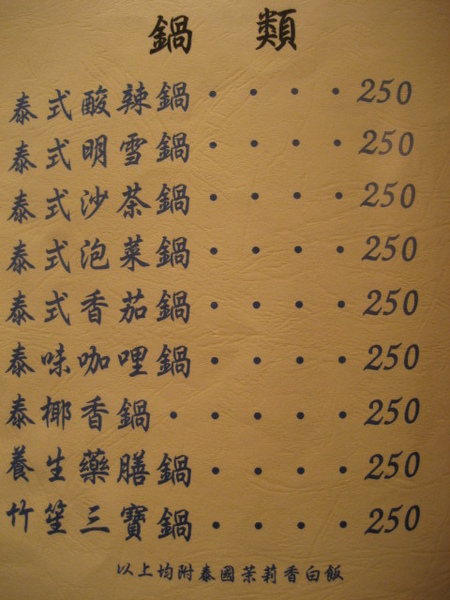 鍋 類
泰式酸辣鍋・・・・250
泰式明雪鍋・・・・250
泰式沙茶鍋・・・・250
泰式泡菜鍋・・・・250
泰式香茄鍋・・・・250
泰味咖哩鍋・・・・250
泰椰香鍋・・・・・250
養生藥膳鍋・・・・250
竹笙三寶鍋・・・・250
以上均附泰國茉莉香白飯